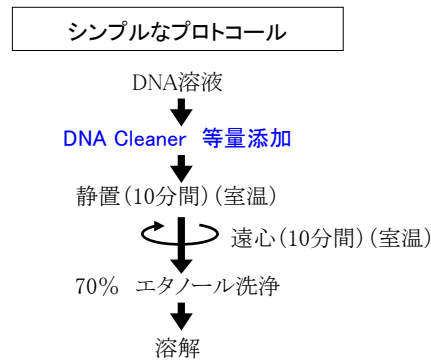 シンプルなプロトコール
DNA溶液
DNA Cleaner 等量添加
静置(10分間)(室温)
遠心(10分間)(室温)
70% エタノール洗浄
溶解